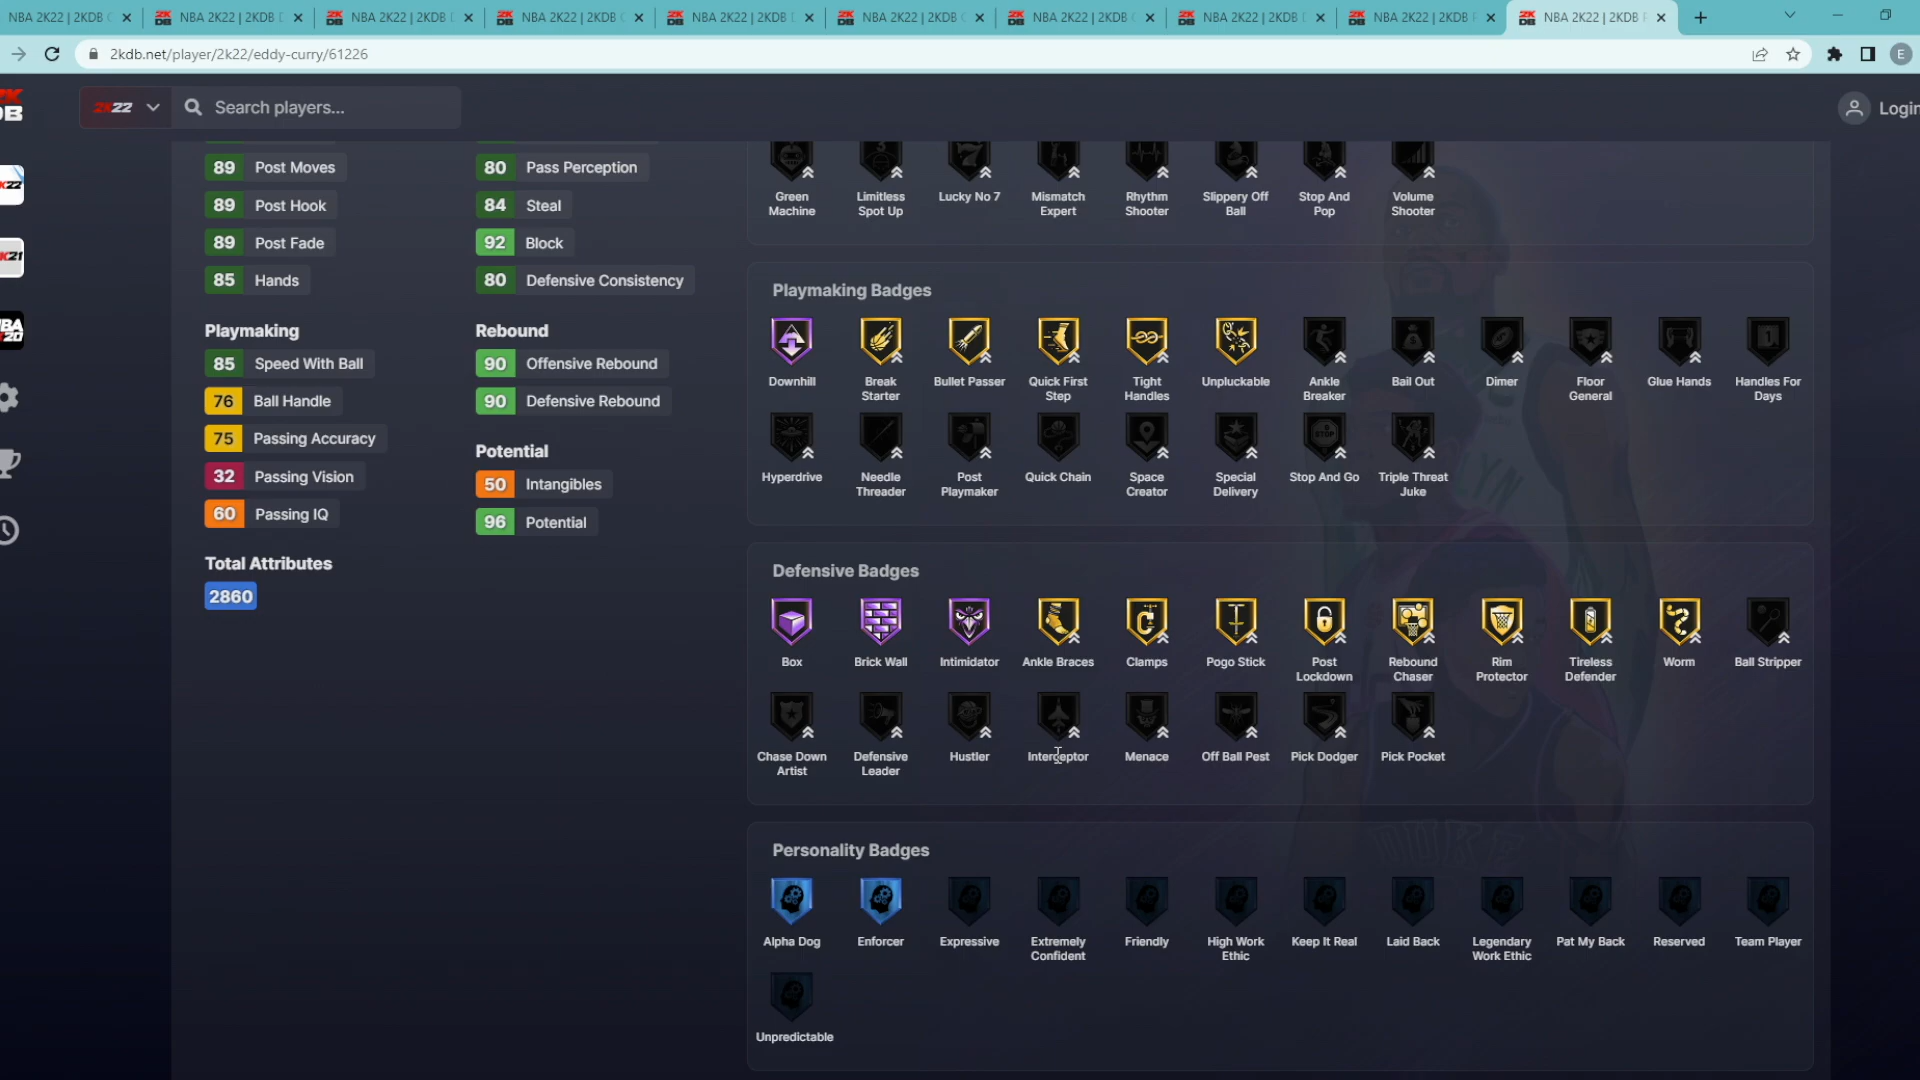 NBA 2K22 | 2KDB C
NBA 2K22 | 2KDB D
NBA 2K22 | 2KDB D
NBA 2K22 | 2KDB C
NBA 2K22 | 2KDB D
NBA 2K22 | 2KDB C
NBA 2K22 | 2KDB C
NBA 2K22 | 2KDB D
NBA 2K22 | 2KDB P
NBA 2K22 | 2KDB P
2kdb.net/player/2k22/eddy-curry/61226
E
2K22
Search players...
Login
89 Post Moves
89 Post Hook
89 Post Fade
85 Hands
80 Pass Perception
84 Steal
92 Block
80 Defensive Consistency
Playmaking
85 Speed With Ball
76 Ball Handle
75 Passing Accuracy
32 Passing Vision
60 Passing IQ
Rebound
90 Offensive Rebound
90 Defensive Rebound
Potential
50 Intangibles
96 Potential
Total Attributes
2860
Green Machine
Limitless Spot Up
Lucky No 7
Mismatch Expert
Rhythm Shooter
Slippery Off Ball
Stop And Pop
Volume Shooter
Playmaking Badges
Downhill
Break Starter
Bullet Passer
Quick First Step
Tight Handles
Unpluckable
Ankle Breaker
Bail Out
Dimer
Floor General
Glue Hands
Handles For Days
Hyperdrive
Needle Threader
Post Playmaker
Quick Chain
Space Creator
Special Delivery
Stop And Go
Triple Threat Juke
Defensive Badges
Box
Brick Wall
Intimidator
Ankle Braces
Clamps
Pogo Stick
Post Lockdown
Rebound Chaser
Rim Protector
Tireless Defender
Worm
Ball Stripper
Chase Down Artist
Defensive Leader
Hustler
Interceptor
Menace
Off Ball Pest
Pick Dodger
Pick Pocket
Personality Badges
Alpha Dog
Enforcer
Expressive
Extremely Confident
Friendly
High Work Ethic
Keep It Real
Laid Back
Legendary Work Ethic
Pat My Back
Reserved
Team Player
Unpredictable